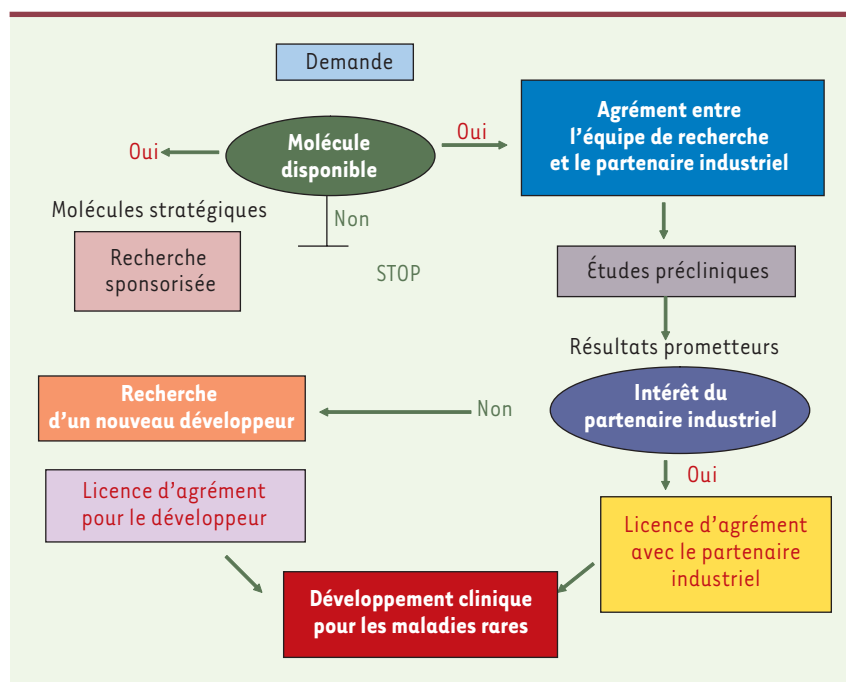 Demande
Molécule
disponible
Oui
Oui
Agrément entre
l'équipe de recherche
et le partenaire industriel
Molécules stratégiques
Recherche
sponsorisée
Non
STOP
Études précliniques
Résultats prometteurs
Intérêt du
partenaire industriel
Non
Recherche
d'un nouveau développeur
Oui
Licence d'agrément
pour le développeur
Licence d'agrément
avec le partenaire
industriel
Développement clinique
pour les maladies rares